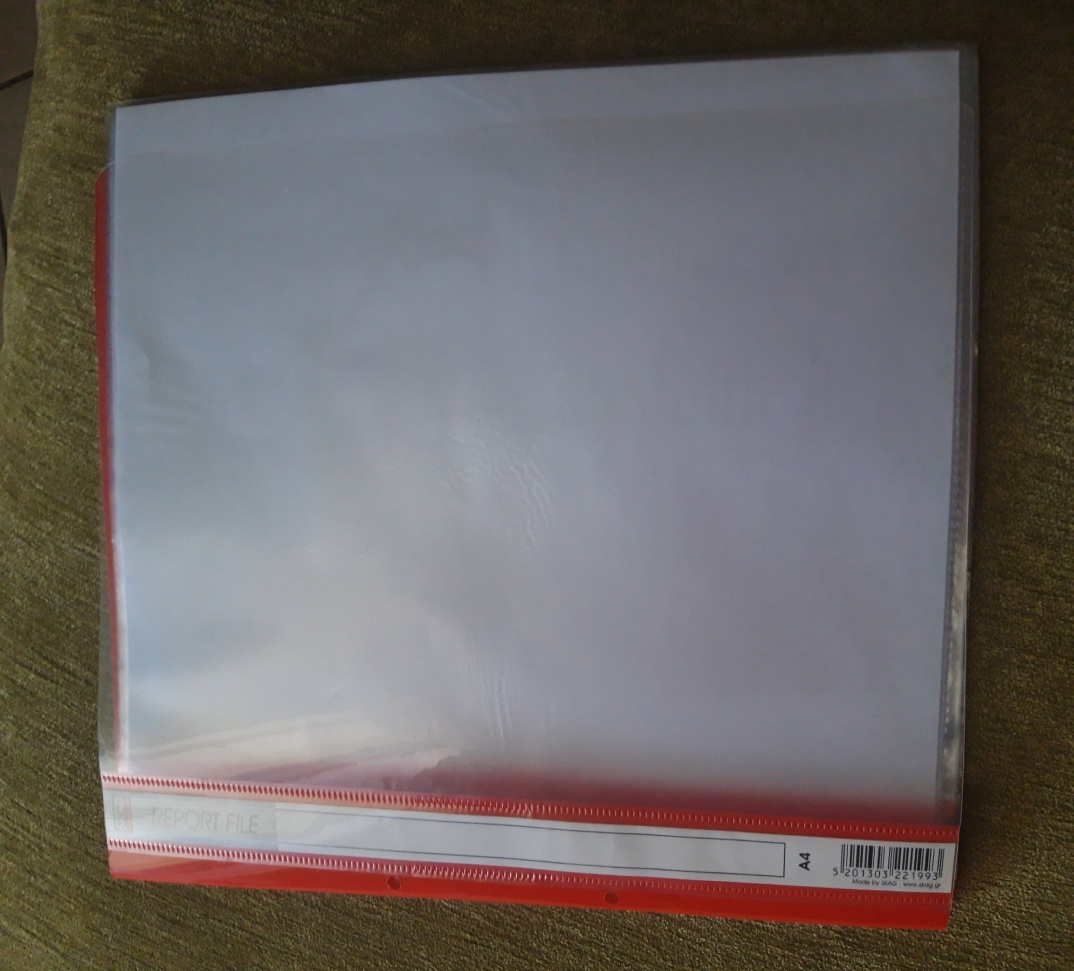 REPORT FILE
A4
5 201303 221993
Made by SKAG - www.skag.gr